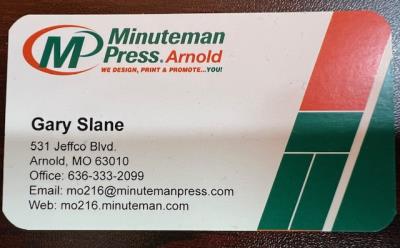 MP Minuteman
Press. Arnold
WE DESIGN, PRINT & PROMOTE...YOU!
Gary Slane
531 Jeffco Blvd.
Arnold, MO 63010
Office: 636-333-2099
Email: mo216@minutemanpress.com
Web: mo216.minuteman.com